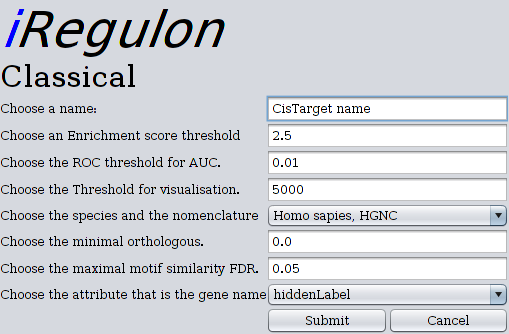 iRegulon
Classical
Choose a name: CisTarget name
Choose an Enrichment score threshold 2.5
Choose the ROC threshold for AUC. 0.01
Choose the Threshold for visualisation. 5000
Choose the species and the nomenclature Homo sapies, HGNC
Choose the minimal orthologous. 0.0
Choose the maximal motif similarity FDR. 0.05
Choose the attribute that is the gene name hiddenLabel
Submit Cancel